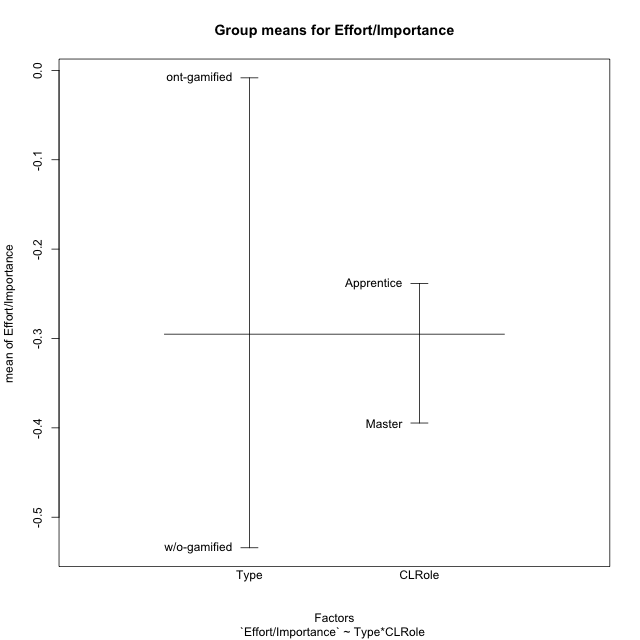 Group means for Effort/Importance
mean of Effort/Importance
0.0
-0.1
-0.2
-0.3
-0.4
-0.5
ont-gamified
Apprentice
Master
w/o-gamified
Type
CLRole
Factors
`Effort/Importance` ~ Type*CLRole